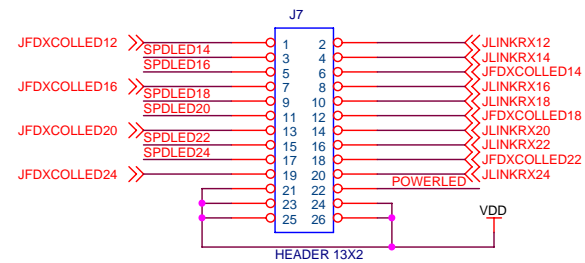 J7
JFDXCOLLED12 1 2 JLINKRX12
SPDLED14 3 4 JLINKRX14
SPDLED16 5 6 JFDXCOLLED14
JFDXCOLLED16 7 8 JLINKRX16
SPDLED18 9 10 JLINKRX18
SPDLED20 11 12 JFDXCOLLED18
JFDXCOLLED20 13 14 JLINKRX20
SPDLED22 15 16 JLINKRX22
SPDLED24 17 18 JFDXCOLLED22
JFDXCOLLED24 19 20 JLINKRX24
21 22 POWERLED
23 24
25 26
VDD
HEADER 13X2